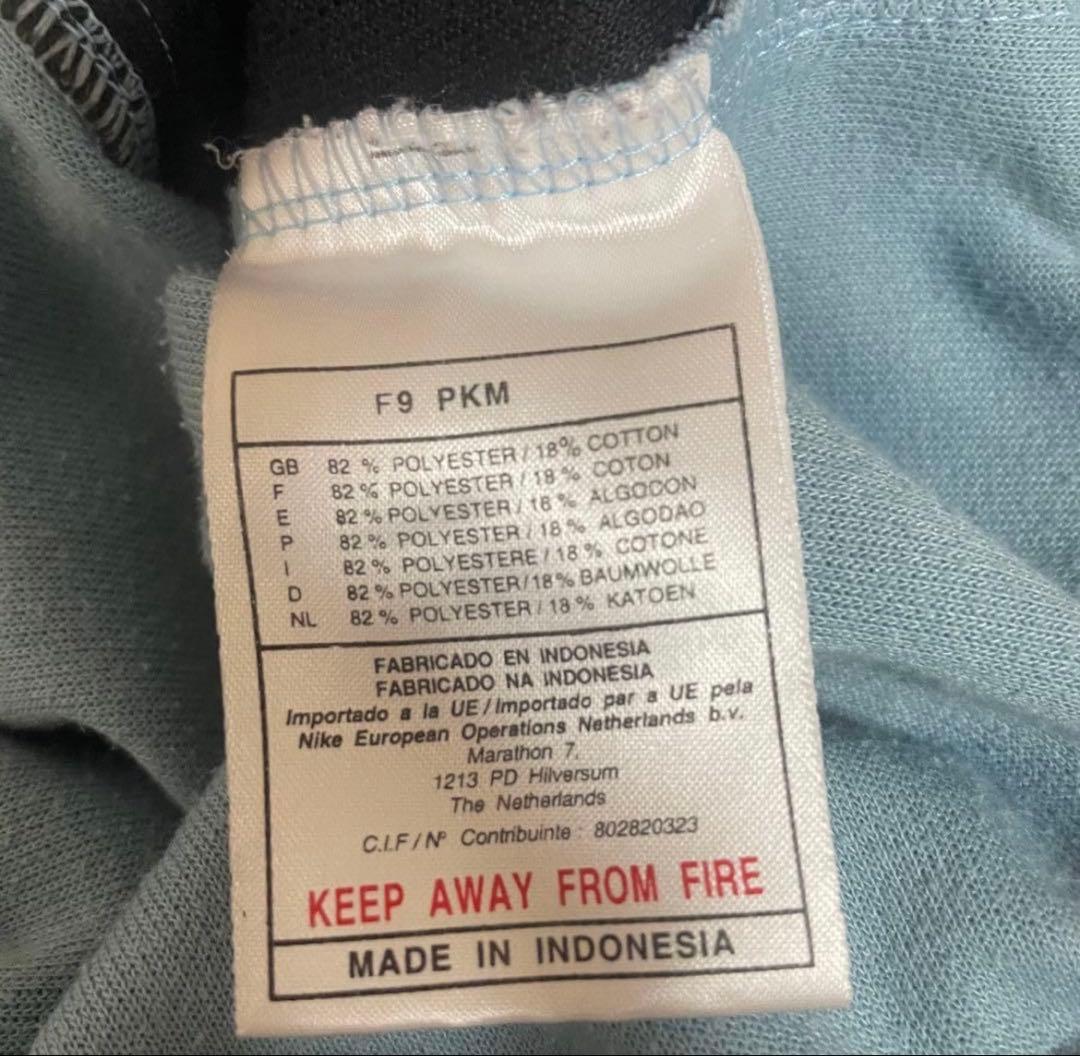 F9 PKM
GB 82 % POLYESTER / 18% COTTON
F 82 % POLYESTER / 18 % COTON
E 82 % POLYESTER / 18 % ALGODON
P 82 % POLYESTER / 18 % ALGODAO
I 82 % POLYESTERE / 18 % COTONE
D 82 % POLYESTER / 18 % BAUMWOLLE
NL 82 % POLYESTER / 18 % KATOEN
FABRICADO EN INDONESIA
FABRICADO NA INDONESIA
Importado a la UE / Importado par a UE pela
Nike European Operations Netherlands b.v.
Marathon 7,
1213 PD Hilversum
The Netherlands
C.I.F / Nº Contribuinte : 802820323
KEEP AWAY FROM FIRE
MADE IN INDONESIA